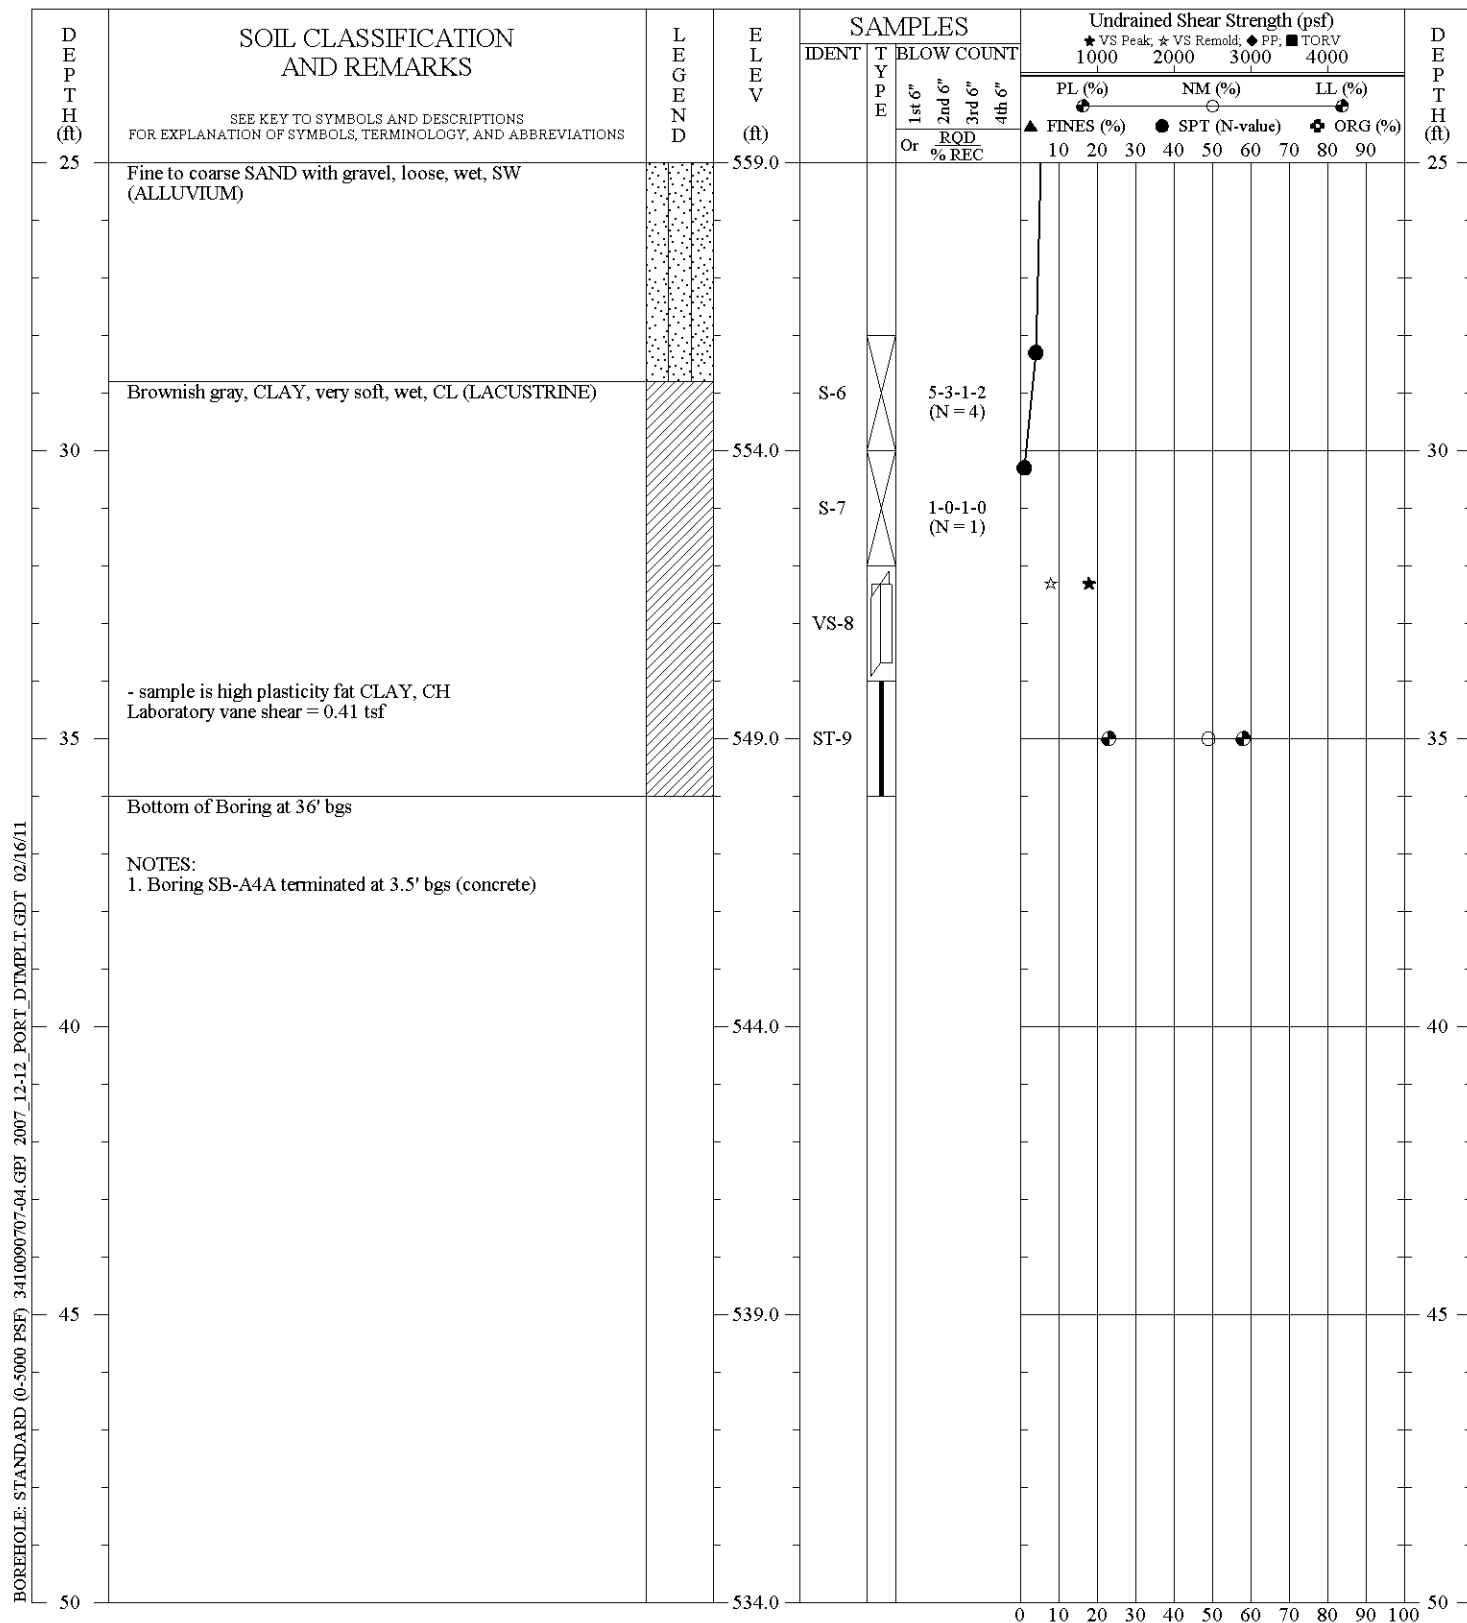 DEPTH
(ft)
SOIL CLASSIFICATION
AND REMARKS
SEE KEY TO SYMBOLS AND DESCRIPTIONS
FOR EXPLANATION OF SYMBOLS, TERMINOLOGY, AND ABBREVIATIONS
LEGEND
ELEV
(ft)
SAMPLES
IDENT
TYPE
BLOW COUNT
1st 6"
2nd 6"
3rd 6"
4th 6"
Or
RQD
% REC
Undrained Shear Strength (psf)
★ VS Peak; ☆ VS Remold; ◆ PP; ■ TORV
1000 2000 3000 4000
PL (%) NM (%) LL (%)
▲ FINES (%) ● SPT (N-value) ✚ ORG (%)
10 20 30 40 50 60 70 80 90
DEPTH
(ft)
25 559.0 25
Fine to coarse SAND with gravel, loose, wet, SW
(ALLUVIUM)
Brownish gray, CLAY, very soft, wet, CL (LACUSTRINE)
S-6 5-3-1-2
(N = 4)
30 554.0 30
S-7 1-0-1-0
(N = 1)
VS-8
- sample is high plasticity fat CLAY, CH
Laboratory vane shear = 0.41 tsf
35 549.0 ST-9 35
Bottom of Boring at 36' bgs
NOTES:
1. Boring SB-A4A terminated at 3.5' bgs (concrete)
40 544.0 40
45 539.0 45
50 534.0 50
0 10 20 30 40 50 60 70 80 90 100
BOREHOLE: STANDARD (0-5000 PSF) 3410090707-04.GPJ 2007_12-12_PORT_DTMPLT.GDT 02/16/11